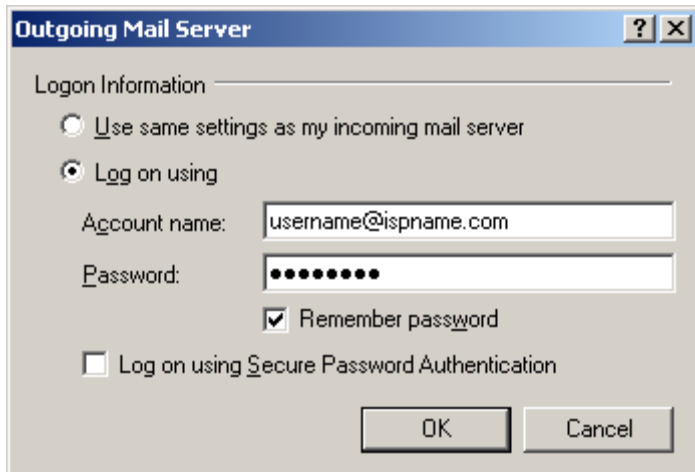 Outgoing Mail Server
Logon Information
Use same settings as my incoming mail server
Log on using
Account name: username@ispname.com
Password: ●●●●●●●●
Remember password
Log on using Secure Password Authentication
OK Cancel